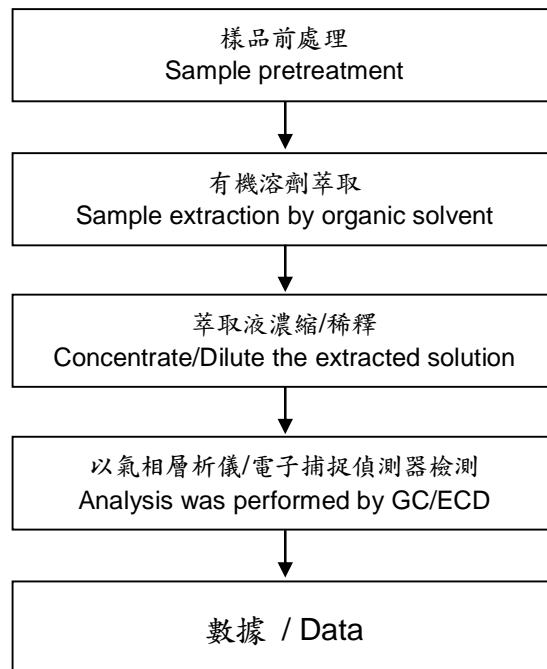 樣品前處理
Sample pretreatment
有機溶劑萃取
Sample extraction by organic solvent
萃取液濃縮/稀釋
Concentrate/Dilute the extracted solution
以氣相層析儀/電子捕捉偵測器檢測
Analysis was performed by GC/ECD
數據 / Data